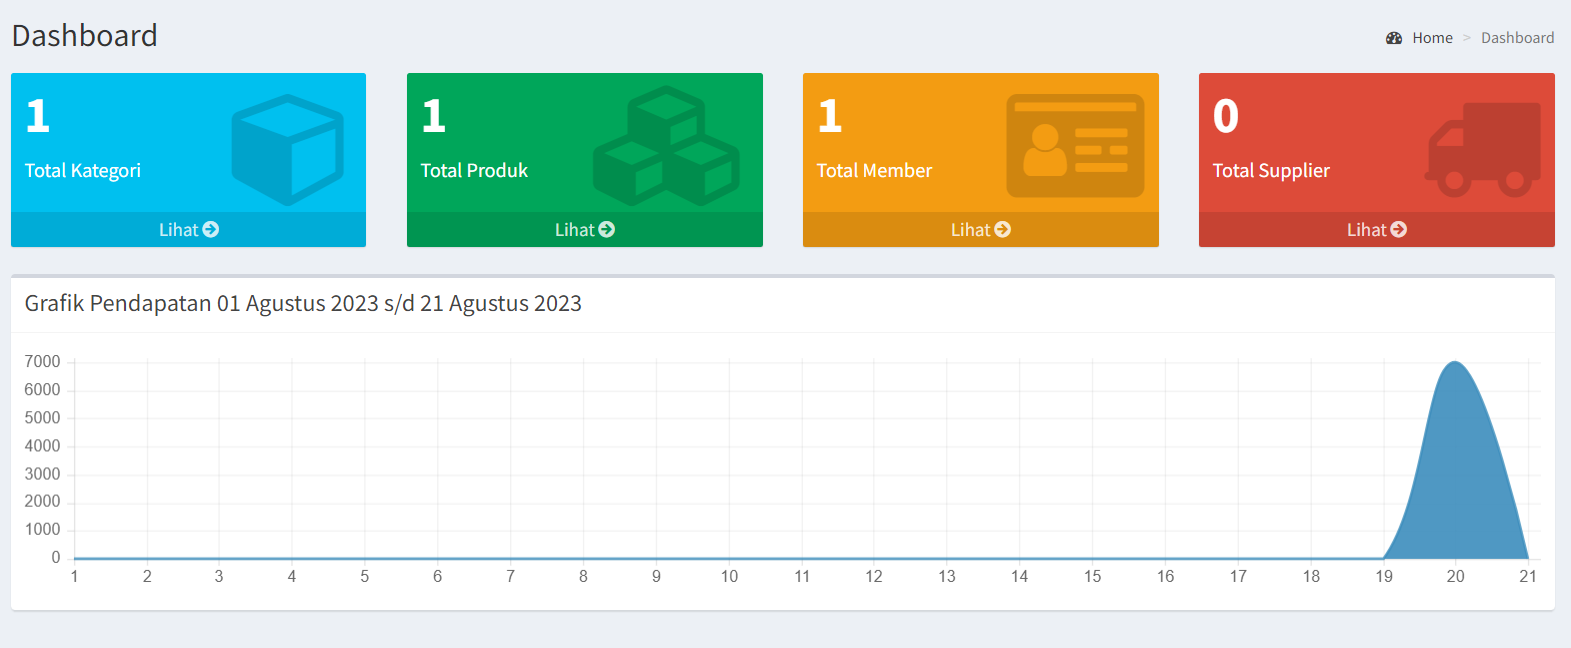 Dashboard
Home > Dashboard
1
Total Kategori
Lihat
1
Total Produk
Lihat
1
Total Member
Lihat
0
Total Supplier
Lihat
Grafik Pendapatan 01 Agustus 2023 s/d 21 Agustus 2023
7000
6000
5000
4000
3000
2000
1000
0
1 2 3 4 5 6 7 8 9 10 11 12 13 14 15 16 17 18 19 20 21